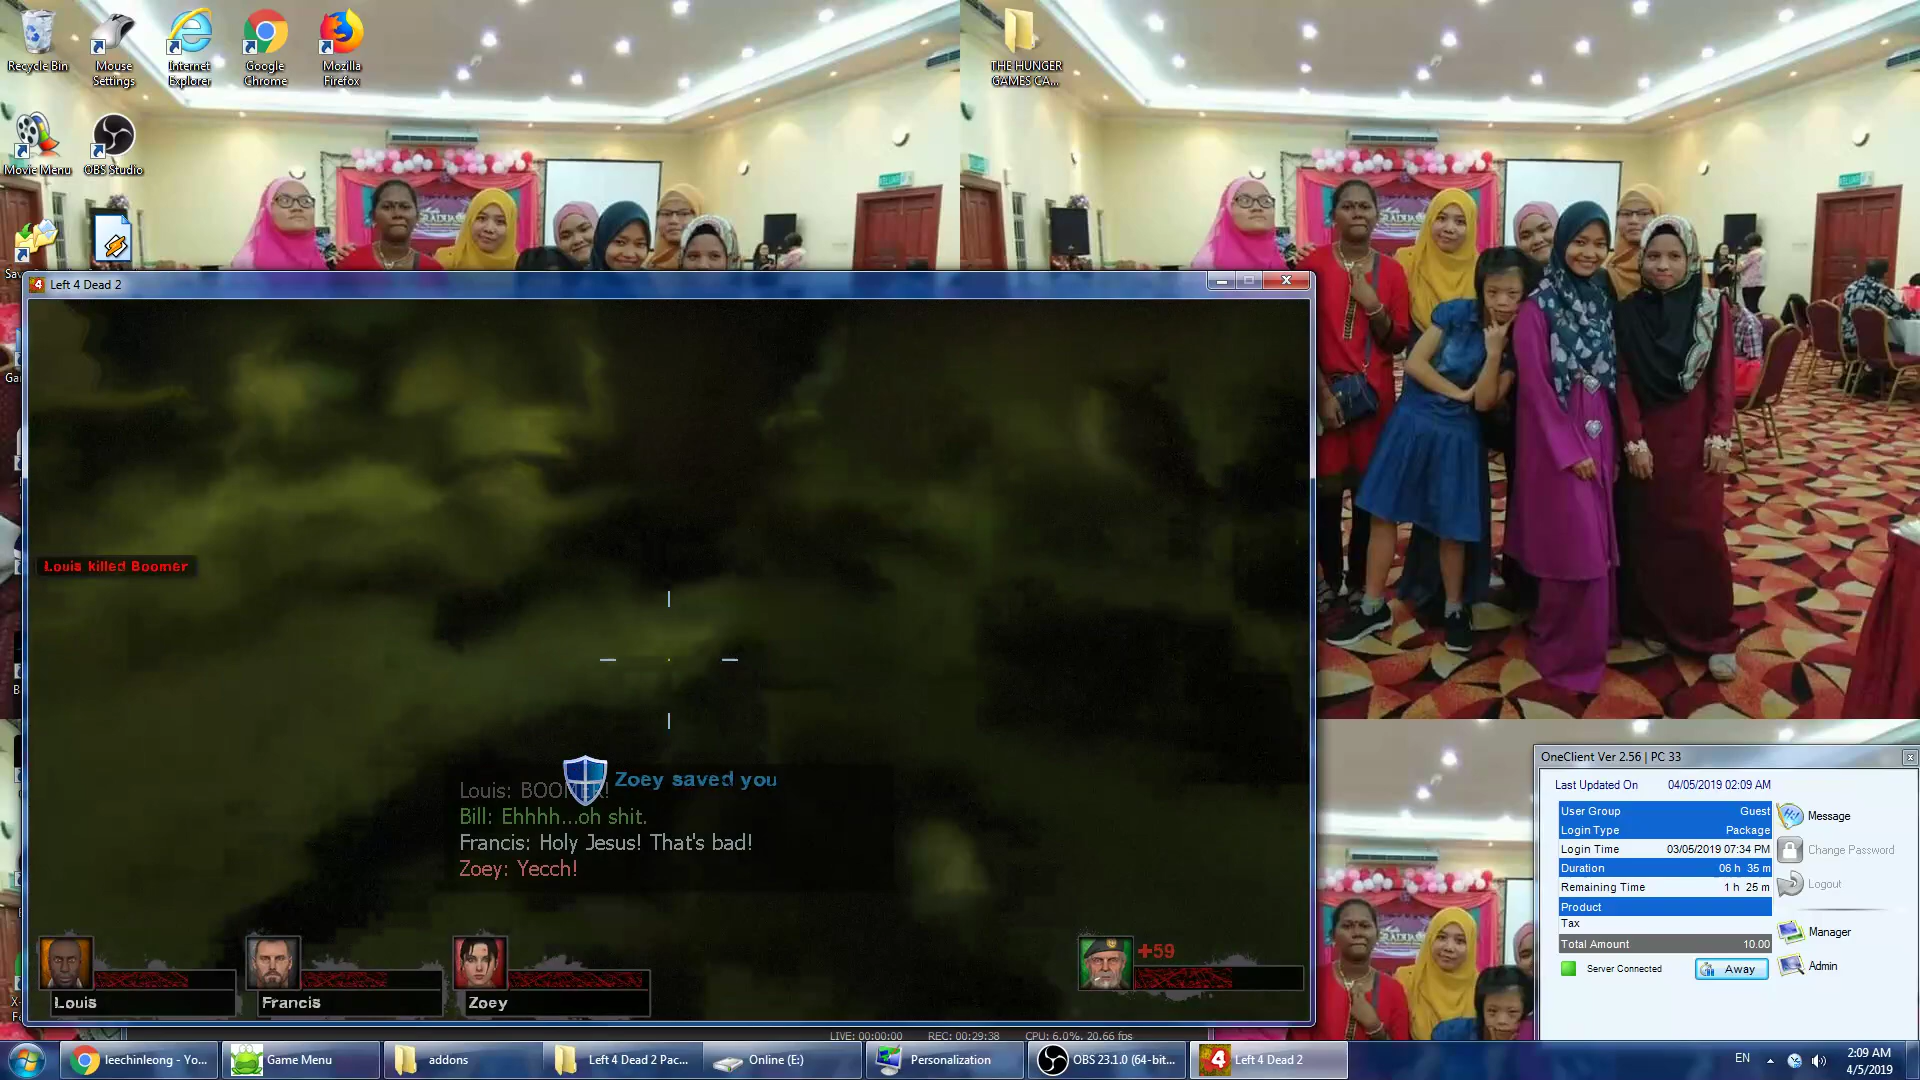 Recycle Bin
Mouse Settings
Internet Explorer
Google Chrome
Mozilla Firefox
THE HUNGER GAMES CA...
Movie Menu
OBS Studio
KELUAR
KELUAR
Left 4 Dead 2
Louis killed Boomer
Zoey saved you
Louis: BOOMER!
Bill: Ehhhh...oh shit.
Francis: Holy Jesus! That's bad!
Zoey: Yecch!
Louis
Francis
Zoey
+59
OneClient Ver 2.56 | PC 33
Last Updated On 04/05/2019 02:09 AM
User Group Guest
Login Type Package
Login Time 03/05/2019 07:34 PM
Duration 06 h 35 m
Remaining Time 1 h 25 m
Product
Tax
Total Amount 10.00
Server Connected
Away
Message
Change Password
Logout
Manager
Admin
LIVE: 00:00:00 REC: 00:29:38 CPU: 6.0%, 20.66 fps
leechinleong - Yo...
Game Menu
addons
Left 4 Dead 2 Pac...
Online (E:)
Personalization
OBS 23.1.0 (64-bit...
Left 4 Dead 2
EN
2:09 AM
4/5/2019